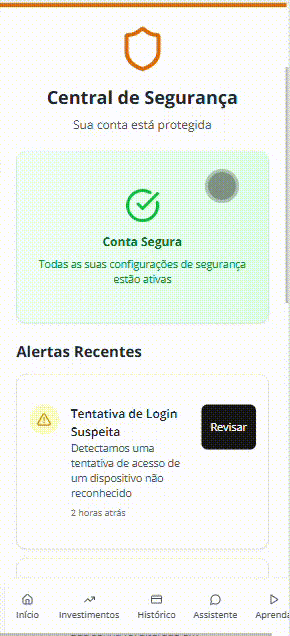 Central de Segurança
Sua conta está protegida
Conta Segura
Todas as suas configurações de segurança
estão ativas
Alertas Recentes
Tentativa de Login
Suspeita
Detectamos uma
tentativa de acesso de
um dispositivo não
reconhecido
2 horas atrás
Revisar
Início
Investimentos
Histórico
Assistente
Aprenda